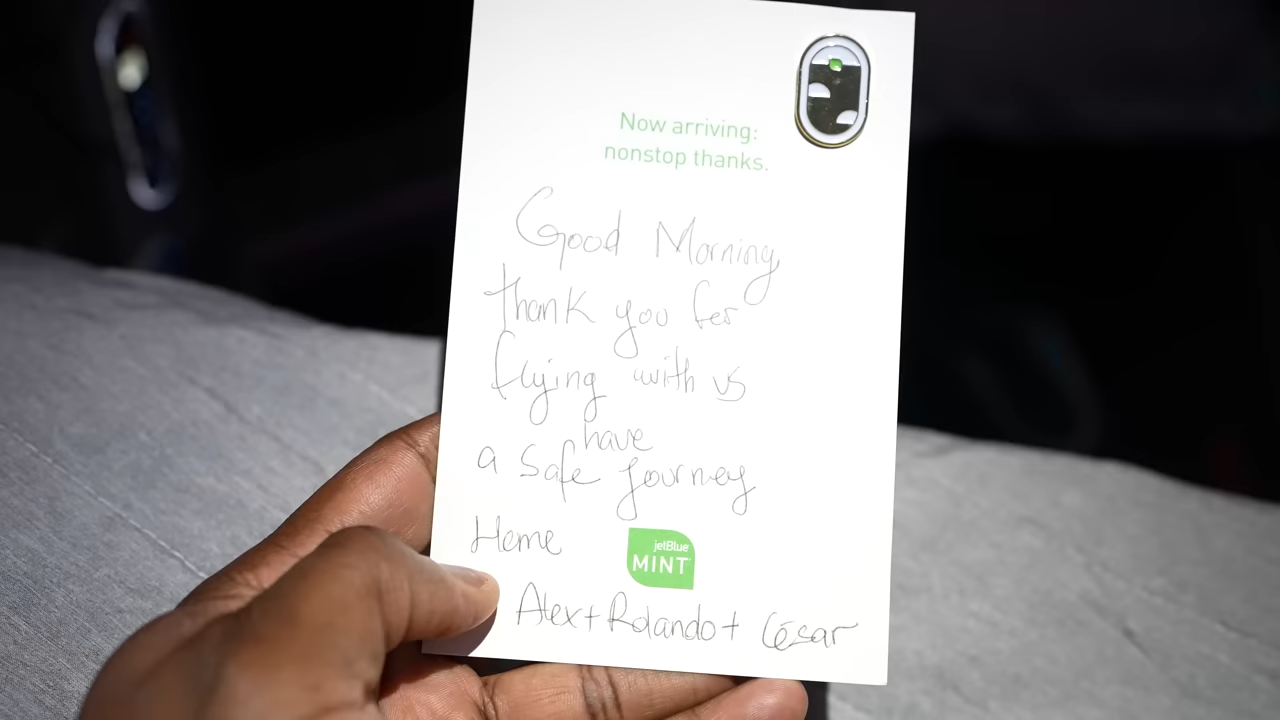 Now arriving:
nonstop thanks.
Good Morning
thank you for
flying with us
have
a safe journey
Home
jetBlue
MINT
Alex+Rolando+ César